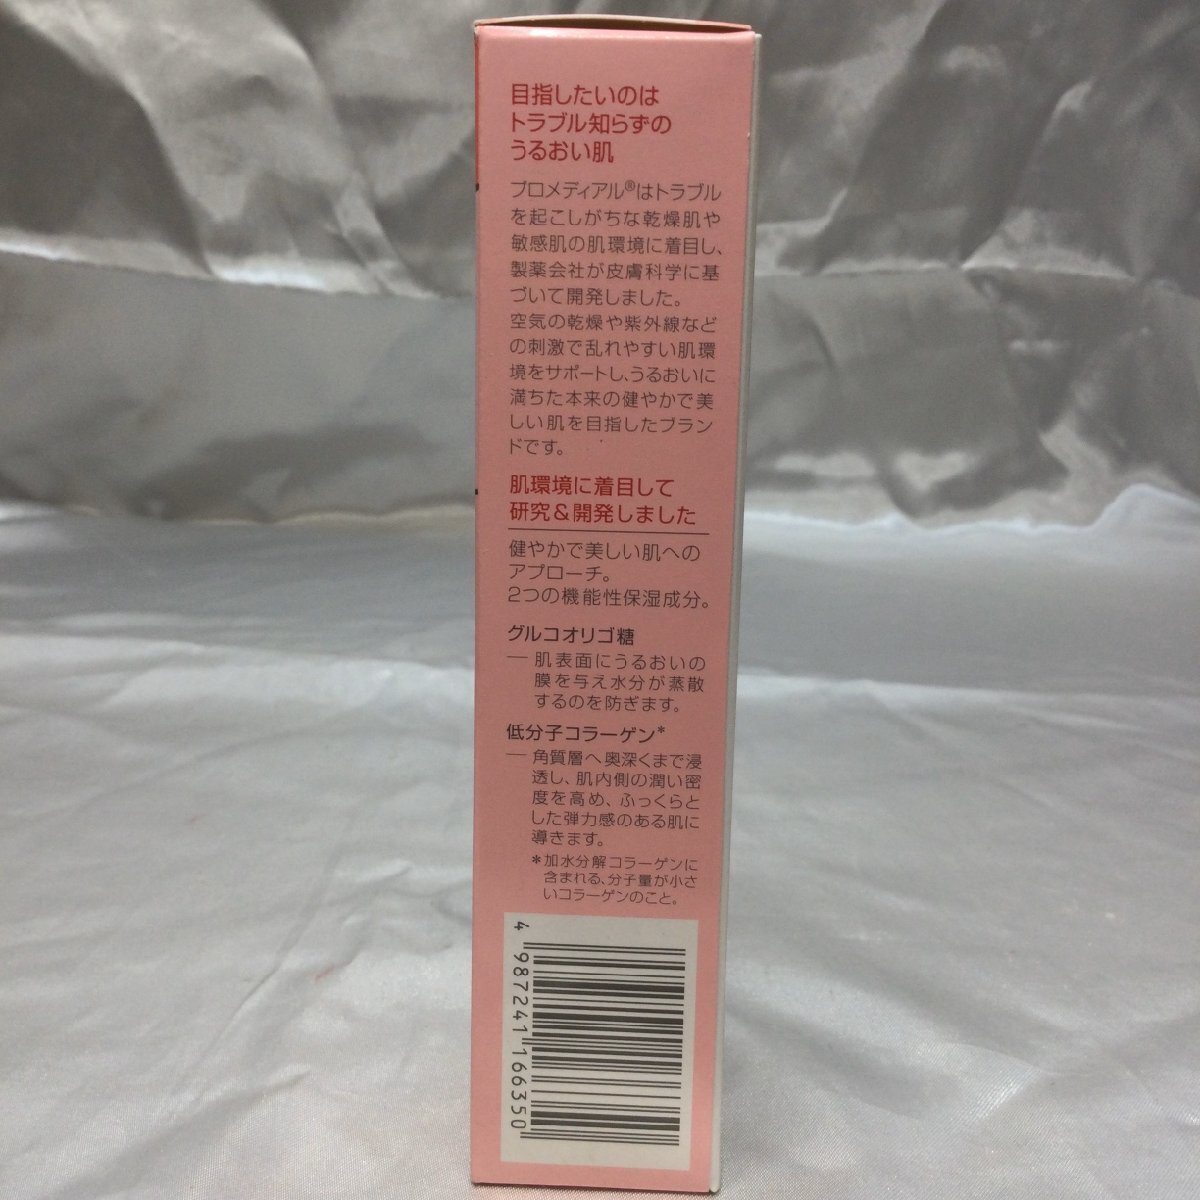 目指したいのは
トラブル知らずの
うるおい肌
プロメディアル®はトラブル
を起こしがちな乾燥肌や
敏感肌の肌環境に着目し、
製薬会社が皮膚科学に基
づいて開発しました。
空気の乾燥や紫外線など
の刺激で乱れやすい肌環
境をサポートし、うるおいに
満ちた本来の健やかで美
しい肌を目指したブラン
ドです。
肌環境に着目して
研究&開発しました
健やかで美しい肌への
アプローチ。
2つの機能性保湿成分。
グルコオリゴ糖
— 肌表面にうるおいの
膜を与え水分が蒸散
するのを防ぎます。
低分子コラーゲン*
— 角質層へ奥深くまで浸
透し、肌内側の潤い密
度を高め、ふっくらと
した弾力感のある肌に
導きます。
*加水分解コラーゲンに
含まれる、分子量が小さ
いコラーゲンのこと。
4 987241 166350